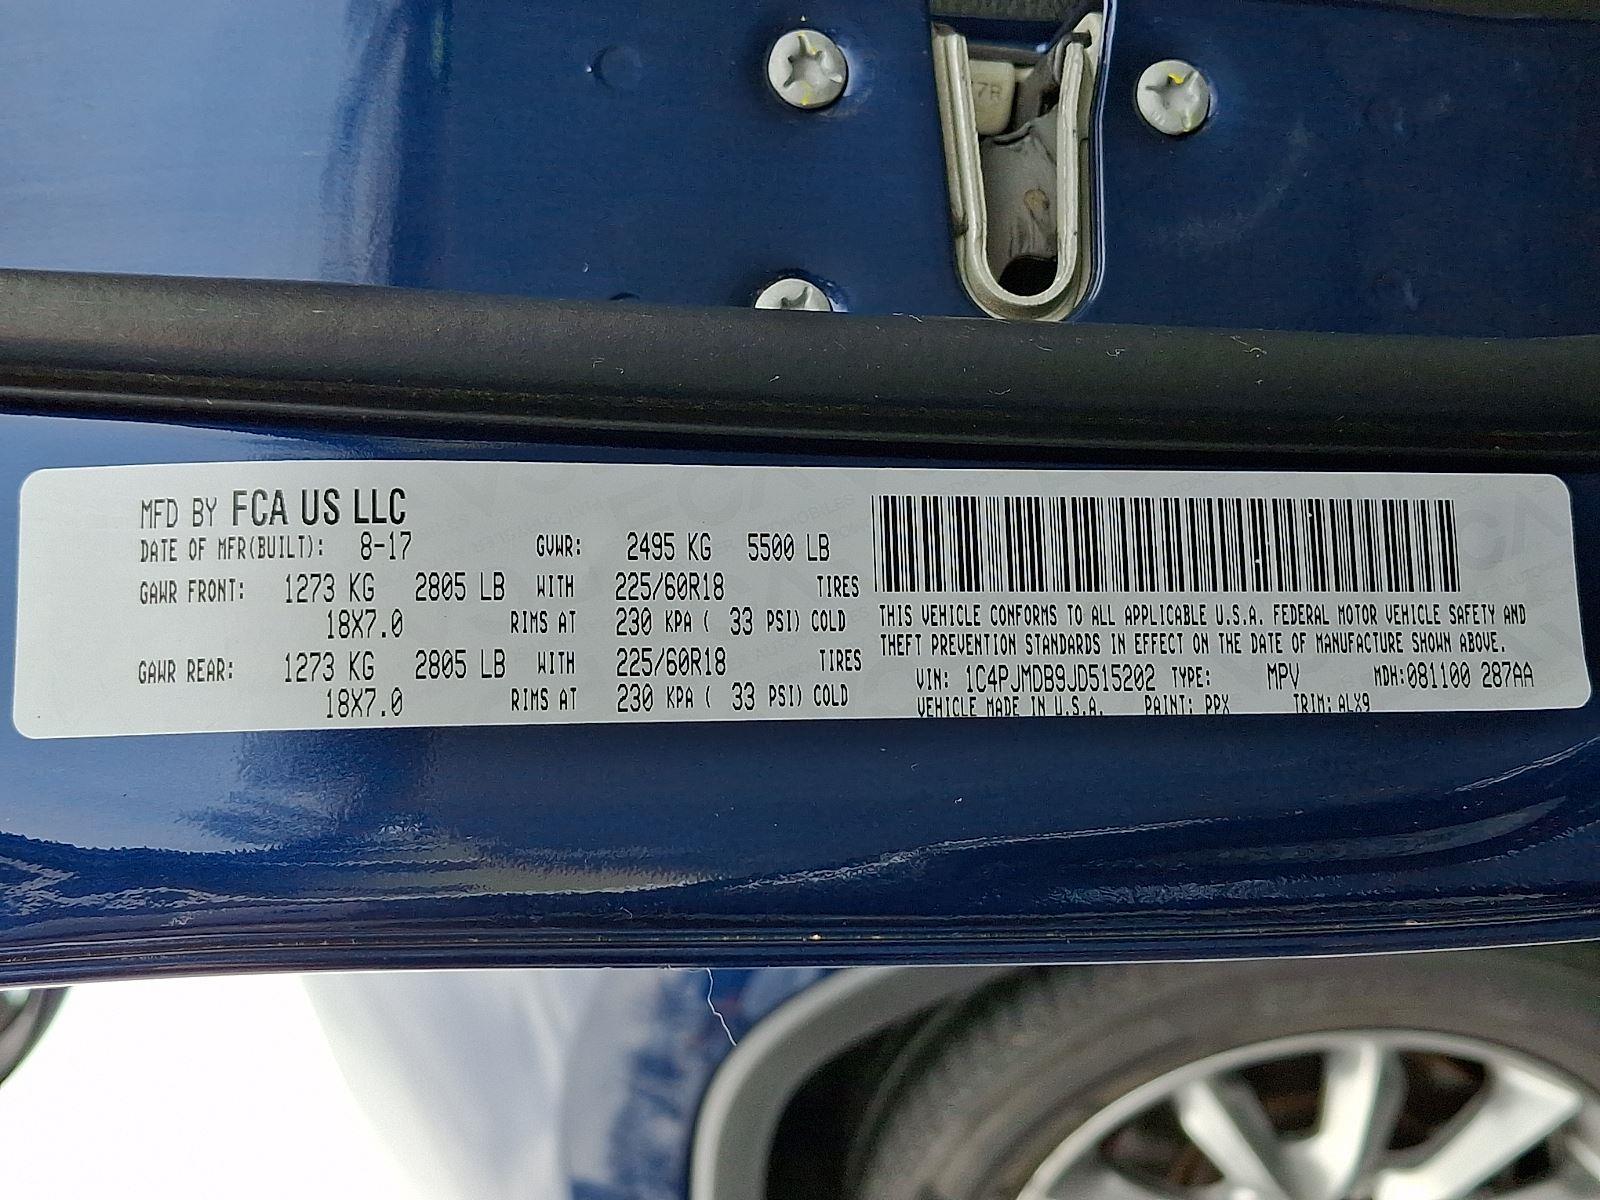 7R
MFD BY FCA US LLC
DATE OF MFR(BUILT): 8-17 GVWR: 2495 KG 5500 LB
GAWR FRONT: 1273 KG 2805 LB WITH 225/60R18 TIRES
18X7.0 RIMS AT 230 KPA ( 33 PSI) COLD
GAWR REAR: 1273 KG 2805 LB WITH 225/60R18 TIRES
18X7.0 RIMS AT 230 KPA ( 33 PSI) COLD
THIS VEHICLE CONFORMS TO ALL APPLICABLE U.S.A. FEDERAL MOTOR VEHICLE SAFETY AND
THEFT PREVENTION STANDARDS IN EFFECT ON THE DATE OF MANUFACTURE SHOWN ABOVE.
VIN: 1C4PJMDB9JD515202 TYPE: MPV MDH:081100 287AA
VEHICLE MADE IN U.S.A. PAINT: PPX TRIM: ALX9